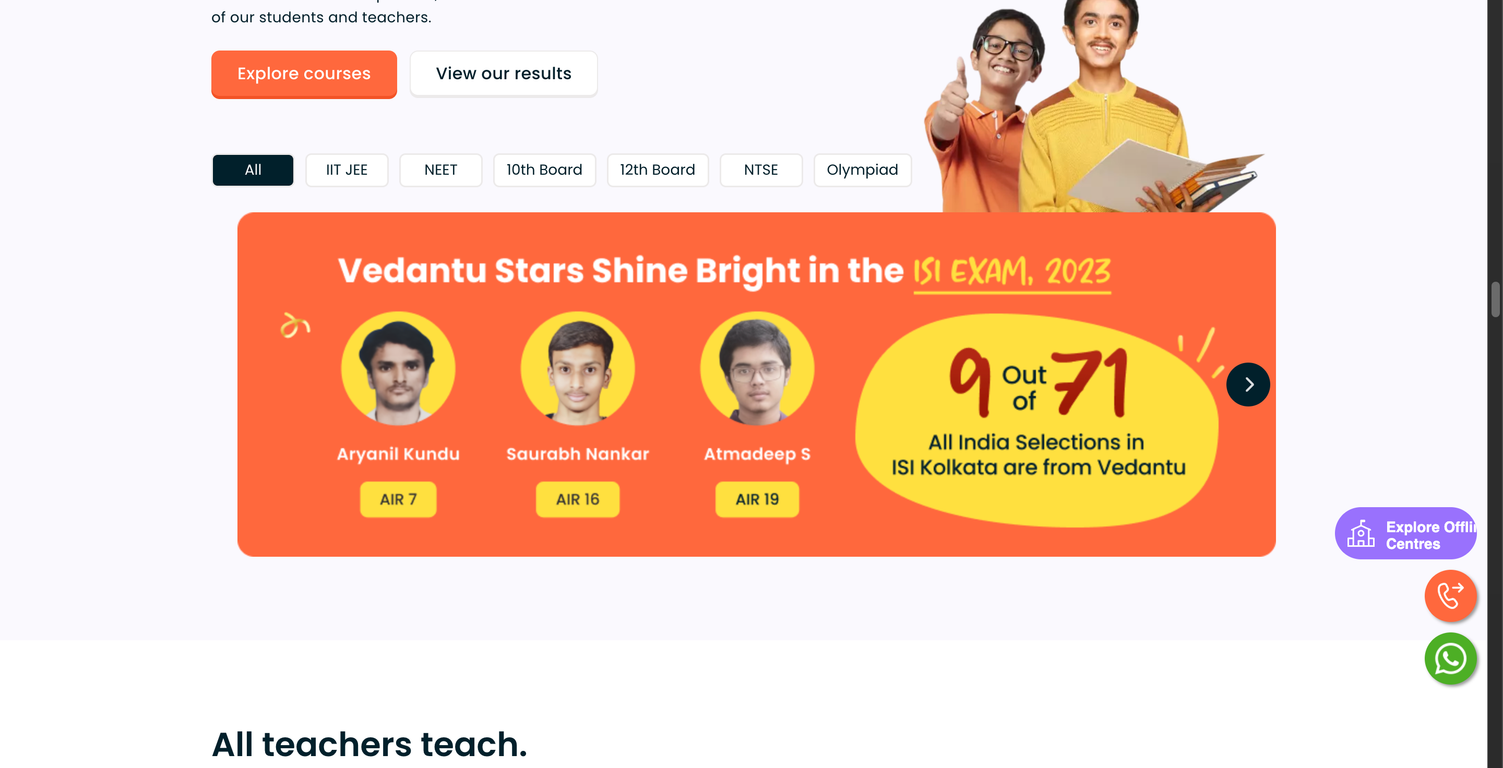 of our students and teachers.
Explore courses
View our results
All
IIT JEE
NEET
10th Board
12th Board
NTSE
Olympiad
Vedantu Stars Shine Bright in the ISI EXAM, 2023
Aryanil Kundu
AIR 7
Saurabh Nankar
AIR 16
Atmadeep S
AIR 19
9 Out of 71
All India Selections in
ISI Kolkata are from Vedantu
Explore
Centres
All teachers teach.